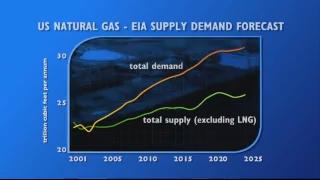 US NATURAL GAS - EIA SUPPLY DEMAND FORECAST
trillion cubic feet per annum
30
25
20
total demand
total supply (excluding LNG)
2001 2005 2010 2015 2020 2025